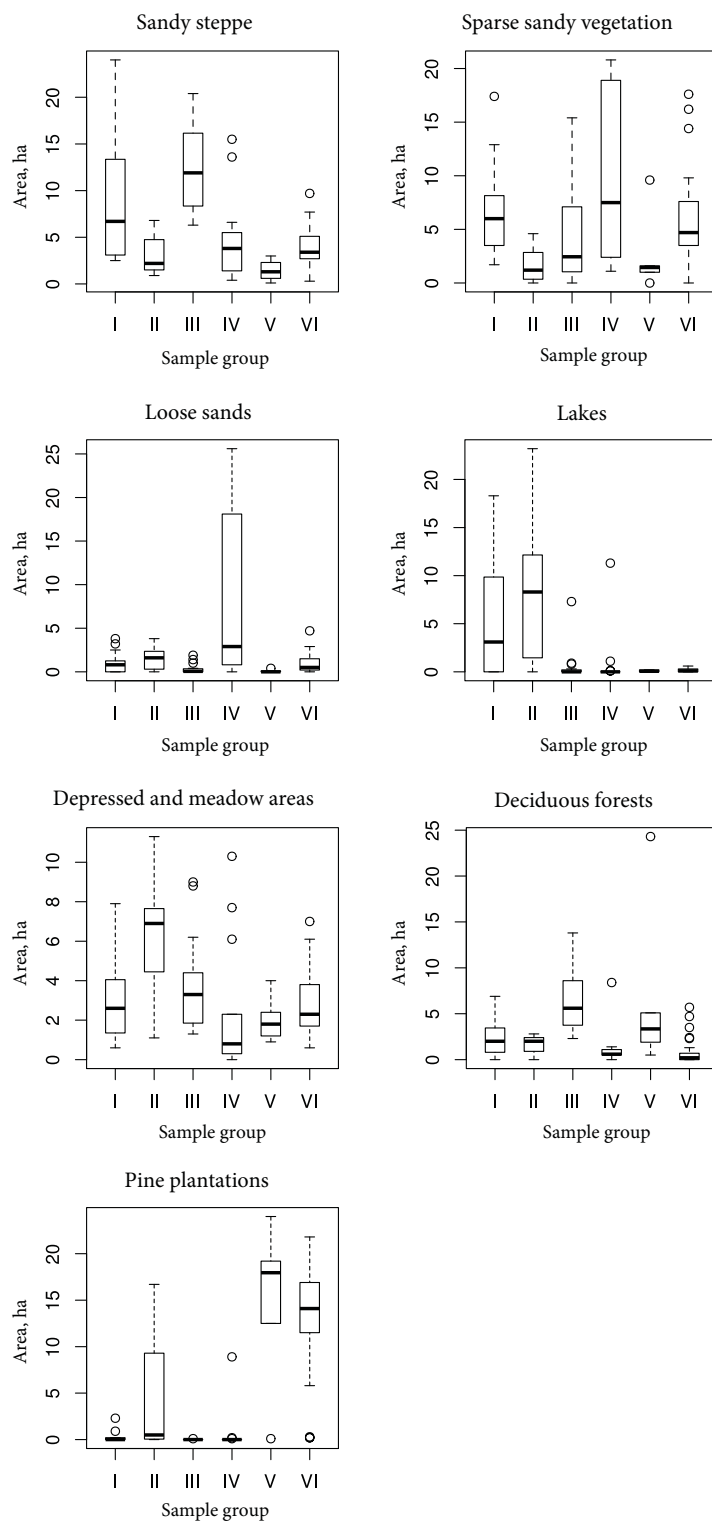 Sandy steppe
Area, ha
0 5 10 15 20
I II III IV V VI
Sample group
Sparse sandy vegetation
Area, ha
0 5 10 15 20
I II III IV V VI
Sample group
Loose sands
Area, ha
0 5 10 15 20 25
I II III IV V VI
Sample group
Lakes
Area, ha
0 5 10 15 20
I II III IV V VI
Sample group
Depressed and meadow areas
Area, ha
0 2 4 6 8 10
I II III IV V VI
Sample group
Deciduous forests
Area, ha
0 5 10 15 20 25
I II III IV V VI
Sample group
Pine plantations
Area, ha
0 5 10 15 20
I II III IV V VI
Sample group